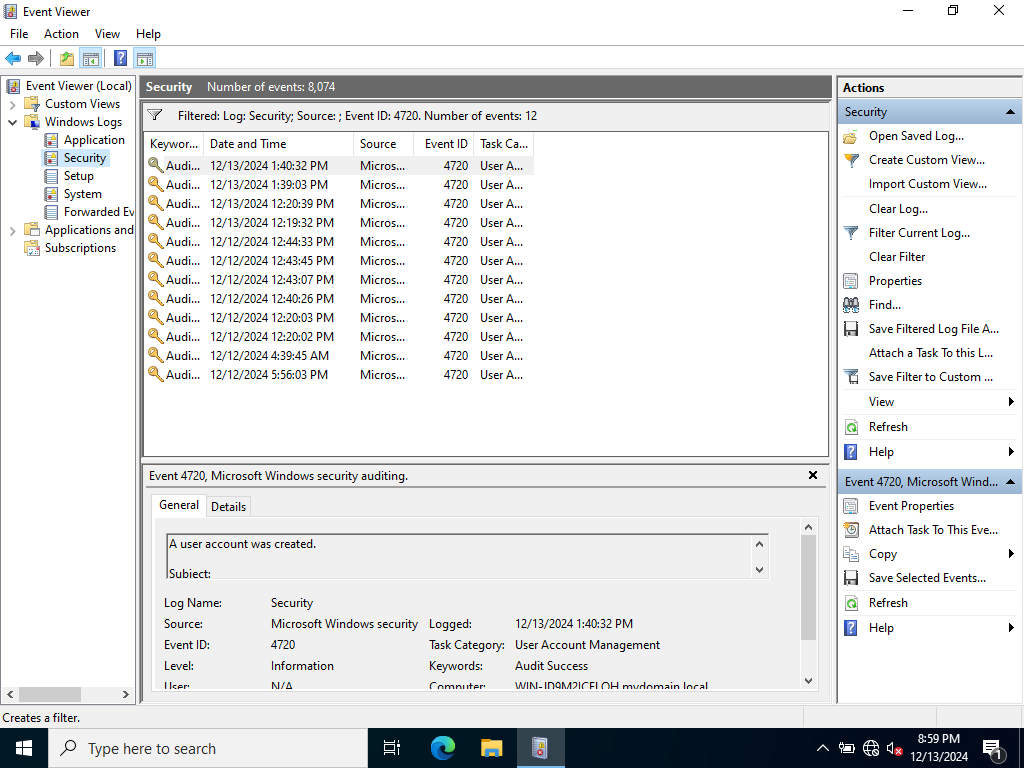 Event Viewer
File Action View Help
Event Viewer (Local)
Custom Views
Windows Logs
Application
Security
Setup
System
Forwarded Ev
Applications and
Subscriptions
Security Number of events: 8,074
Filtered: Log: Security; Source: ; Event ID: 4720. Number of events: 12
Keywor... Date and Time Source Event ID Task Ca...
Audi... 12/13/2024 1:40:32 PM Micros... 4720 User A...
Audi... 12/13/2024 1:39:03 PM Micros... 4720 User A...
Audi... 12/13/2024 12:20:39 PM Micros... 4720 User A...
Audi... 12/13/2024 12:19:32 PM Micros... 4720 User A...
Audi... 12/12/2024 12:44:33 PM Micros... 4720 User A...
Audi... 12/12/2024 12:43:45 PM Micros... 4720 User A...
Audi... 12/12/2024 12:43:07 PM Micros... 4720 User A...
Audi... 12/12/2024 12:40:26 PM Micros... 4720 User A...
Audi... 12/12/2024 12:20:03 PM Micros... 4720 User A...
Audi... 12/12/2024 12:20:02 PM Micros... 4720 User A...
Audi... 12/12/2024 4:39:45 AM Micros... 4720 User A...
Audi... 12/12/2024 5:56:03 PM Micros... 4720 User A...
Event 4720, Microsoft Windows security auditing.
General Details
A user account was created.
Subject:
Log Name: Security
Source: Microsoft Windows security Logged: 12/13/2024 1:40:32 PM
Event ID: 4720 Task Category: User Account Management
Level: Information Keywords: Audit Success
User: N/A Computer:
Actions
Security
Open Saved Log...
Create Custom View...
Import Custom View...
Clear Log...
Filter Current Log...
Clear Filter
Properties
Find...
Save Filtered Log File A...
Attach a Task To this L...
Save Filter to Custom ...
View
Refresh
Help
Event 4720, Microsoft Wind...
Event Properties
Attach Task To This Eve...
Copy
Save Selected Events...
Refresh
Help
Creates a filter.
Type here to search
8:59 PM
12/13/2024
1